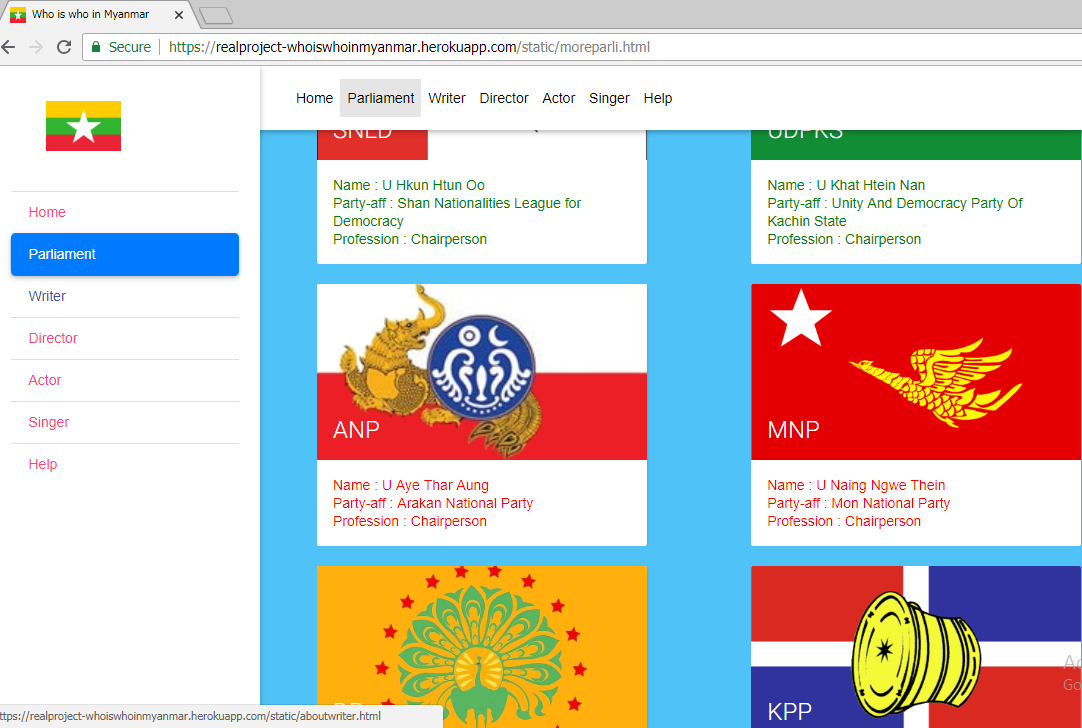 Who is who in Myanmar
Secure
https://realproject-whoiswhoinmyanmar.herokuapp.com/static/moreparli.html
Home
Parliament
Writer
Director
Actor
Singer
Help
Home
Parliament
Writer
Director
Actor
Singer
Help
SNLD
Name : U Hkun Htun Oo
Party-aff : Shan Nationalities League for
Democracy
Profession : Chairperson
UDPKS
Name : U Khat Htein Nan
Party-aff : Unity And Democracy Party Of
Kachin State
Profession : Chairperson
ANP
Name : U Aye Thar Aung
Party-aff : Arakan National Party
Profession : Chairperson
MNP
Name : U Naing Ngwe Thein
Party-aff : Mon National Party
Profession : Chairperson
KPP
ttps://realproject-whoiswhoinmyanmar.herokuapp.com/static/aboutwriter.html